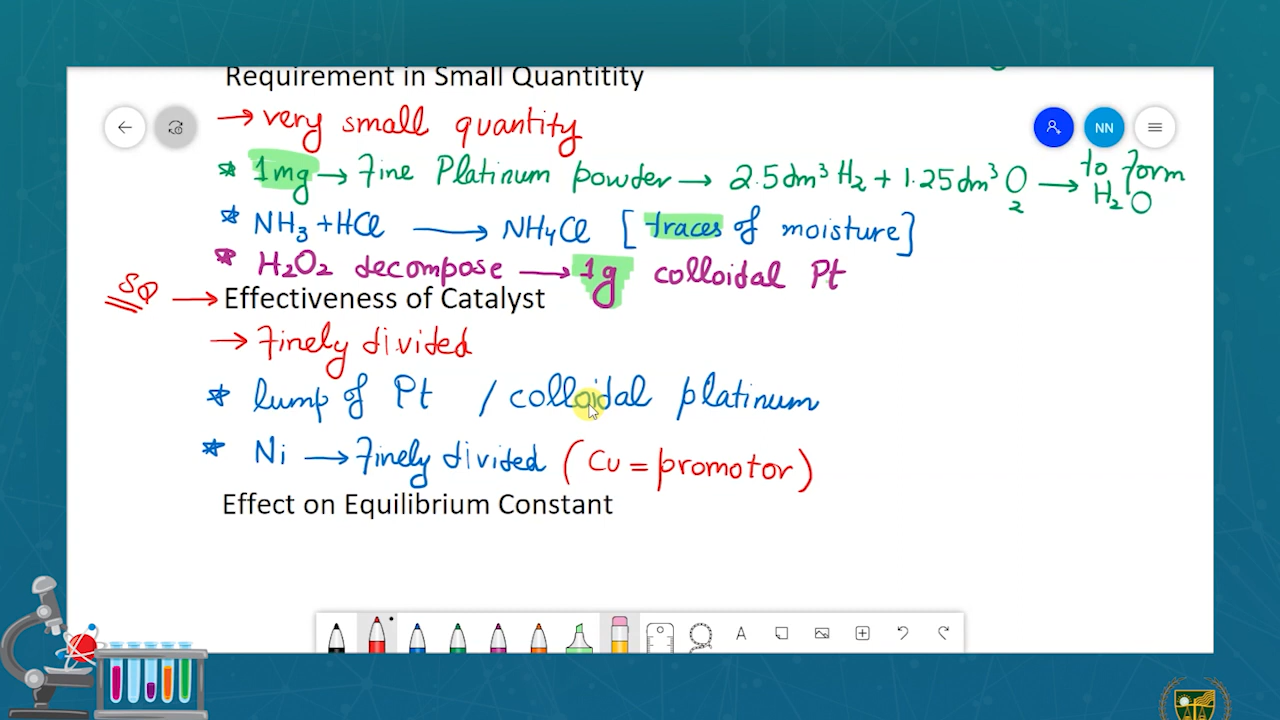 Requirement in Small Quantitity
→ very small quantity
NN
* 1mg → Fine Platinum powder → 2.5dm³ H₂ + 1.25dm³ O₂ → to form H₂O
* NH₃ + HCl → NH₄Cl [traces of moisture]
* H₂O₂ decompose → 1g colloidal Pt
SQ → Effectiveness of Catalyst
→ Finely divided
* lump of Pt / colloidal platinum
* Ni → Finely divided (Cu = promotor)
Effect on Equilibrium Constant
A